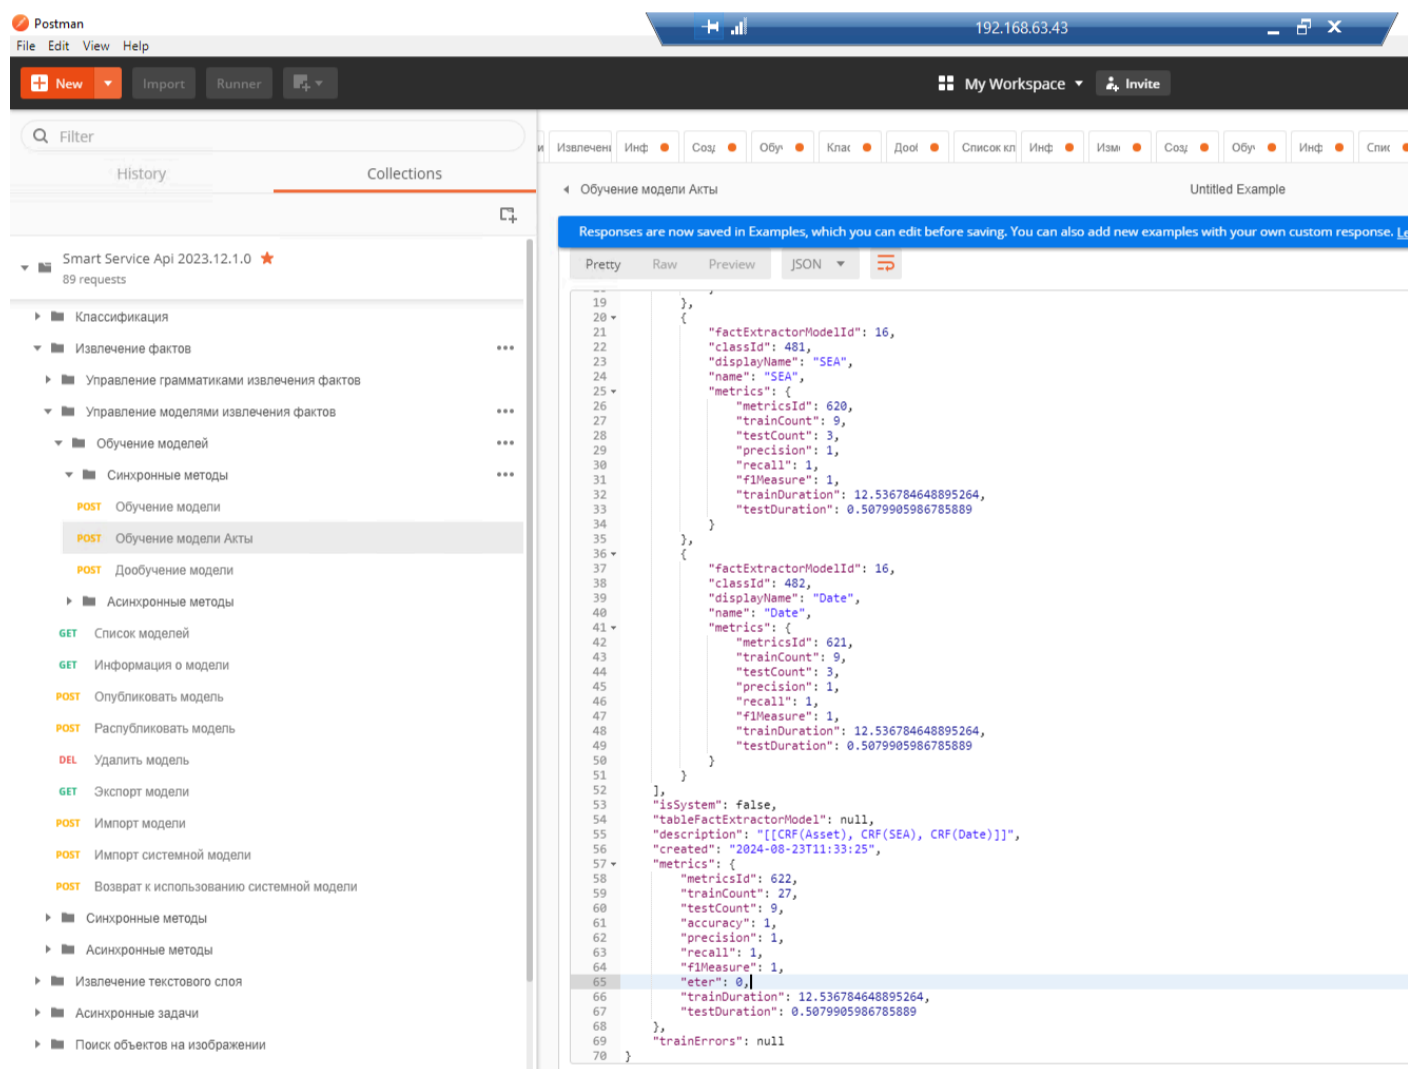 Postman
192.168.63.43
File Edit View Help
New
Import
Runner
My Workspace
Invite
Filter
History
Collections
Smart Service Api 2023.12.1.0
89 requests
Классификация
Извлечение фактов
Управление грамматиками извлечения фактов
Управление моделями извлечения фактов
Обучение моделей
Синхронные методы
POST Обучение модели
POST Обучение модели Акты
POST Дообучение модели
Асинхронные методы
GET Список моделей
GET Информация о модели
POST Опубликовать модель
POST Распубликовать модель
DEL Удалить модель
GET Экспорт модели
POST Импорт модели
POST Импорт системной модели
POST Возврат к использованию системной модели
Синхронные методы
Асинхронные методы
Извлечение текстового слоя
Асинхронные задачи
Поиск объектов на изображении
и Извлечени Инф Соз Обу Клас Доо Список кл Инф Изм Соз Обу Инф Спис
Обучение модели Акты
Untitled Example
Responses are now saved in Examples, which you can edit before saving. You can also add new examples with your own custom response. Le
Pretty Raw Preview JSON
19 },
20 {
21 "factExtractorModelId": 16,
22 "classId": 481,
23 "displayName": "SEA",
24 "name": "SEA",
25 "metrics": {
26 "metricsId": 620,
27 "trainCount": 9,
28 "testCount": 3,
29 "precision": 1,
30 "recall": 1,
31 "f1Measure": 1,
32 "trainDuration": 12.536784648895264,
33 "testDuration": 0.5079905986785889
34 }
35 },
36 {
37 "factExtractorModelId": 16,
38 "classId": 482,
39 "displayName": "Date",
40 "name": "Date",
41 "metrics": {
42 "metricsId": 621,
43 "trainCount": 9,
44 "testCount": 3,
45 "precision": 1,
46 "recall": 1,
47 "f1Measure": 1,
48 "trainDuration": 12.536784648895264,
49 "testDuration": 0.5079905986785889
50 }
51 }
52 ],
53 "isSystem": false,
54 "tableFactExtractorModel": null,
55 "description": "[[CRF(Asset), CRF(SEA), CRF(Date)]]",
56 "created": "2024-08-23T11:33:25",
57 "metrics": {
58 "metricsId": 622,
59 "trainCount": 27,
60 "testCount": 9,
61 "accuracy": 1,
62 "precision": 1,
63 "recall": 1,
64 "f1Measure": 1,
65 "eter": 0,
66 "trainDuration": 12.536784648895264,
67 "testDuration": 0.5079905986785889
68 },
69 "trainErrors": null
70 }